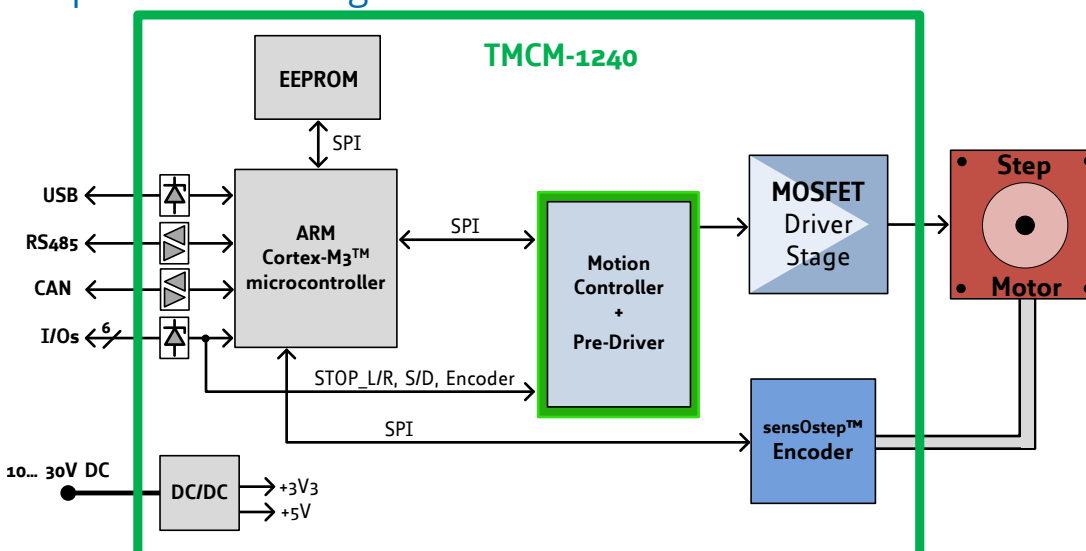 TMCM-1240
EEPROM
SPI
USB
RS485
CAN
I/Os
6
ARM
Cortex-M3™
microcontroller
SPI
Motion
Controller
+
Pre-Driver
MOSFET
Driver
Stage
Step
Motor
STOP_L/R, S/D, Encoder
SPI
sensOstep™
Encoder
10... 30V DC
DC/DC
+3V3
+5V